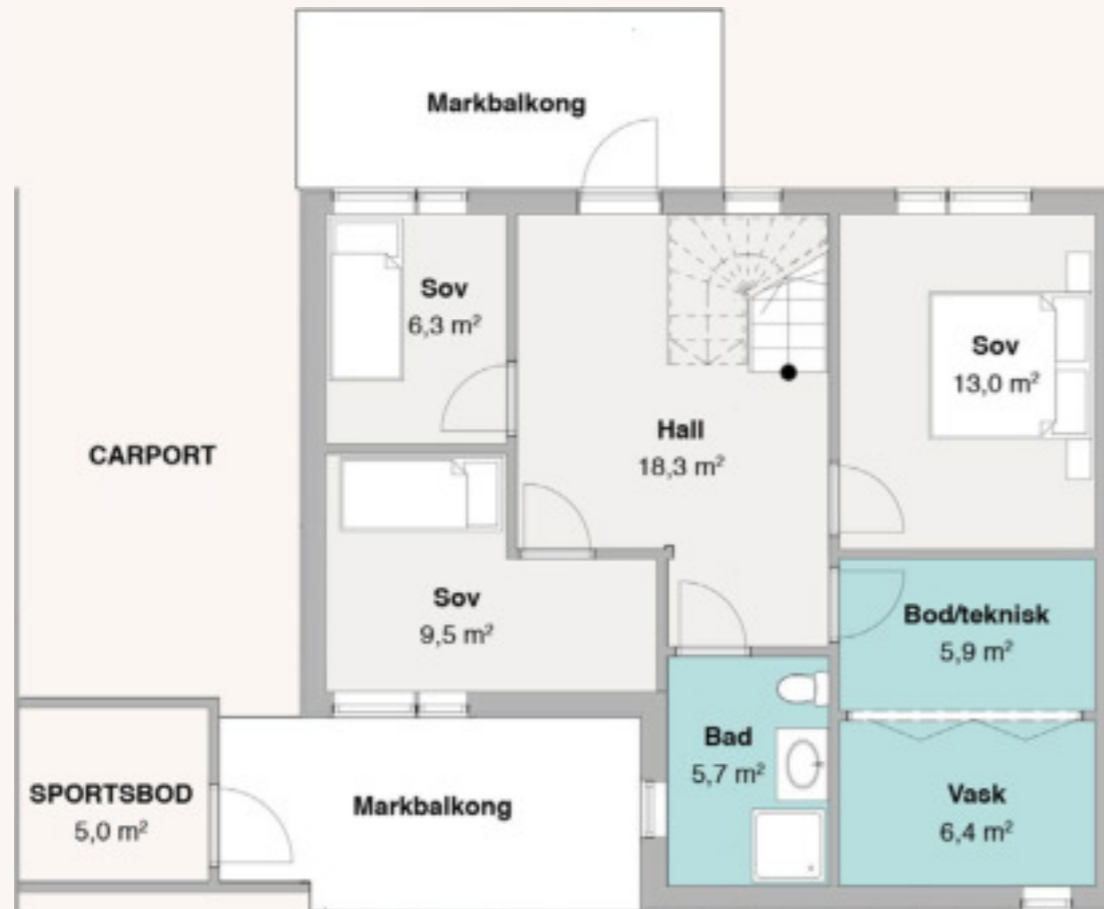 Markbalkong
Sov
6,3 m²
Sov
13,0 m²
Hall
18,3 m²
CARPORT
Sov
9,5 m²
Bod/teknisk
5,9 m²
Bad
5,7 m²
SPORTSBOD
5,0 m²
Markbalkong
Vask
6,4 m²